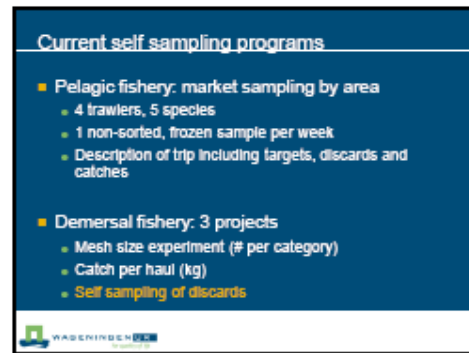 Current self sampling programs
Pelagic fishery: market sampling by area
4 trawlers, 5 species
1 non-sorted, frozen sample per week
Description of trip including targets, discards and
catches
Demersal fishery: 3 projects
Mesh size experiment (# per category)
Catch per haul (kg)
Self sampling of discards
WAGENINGEN UR